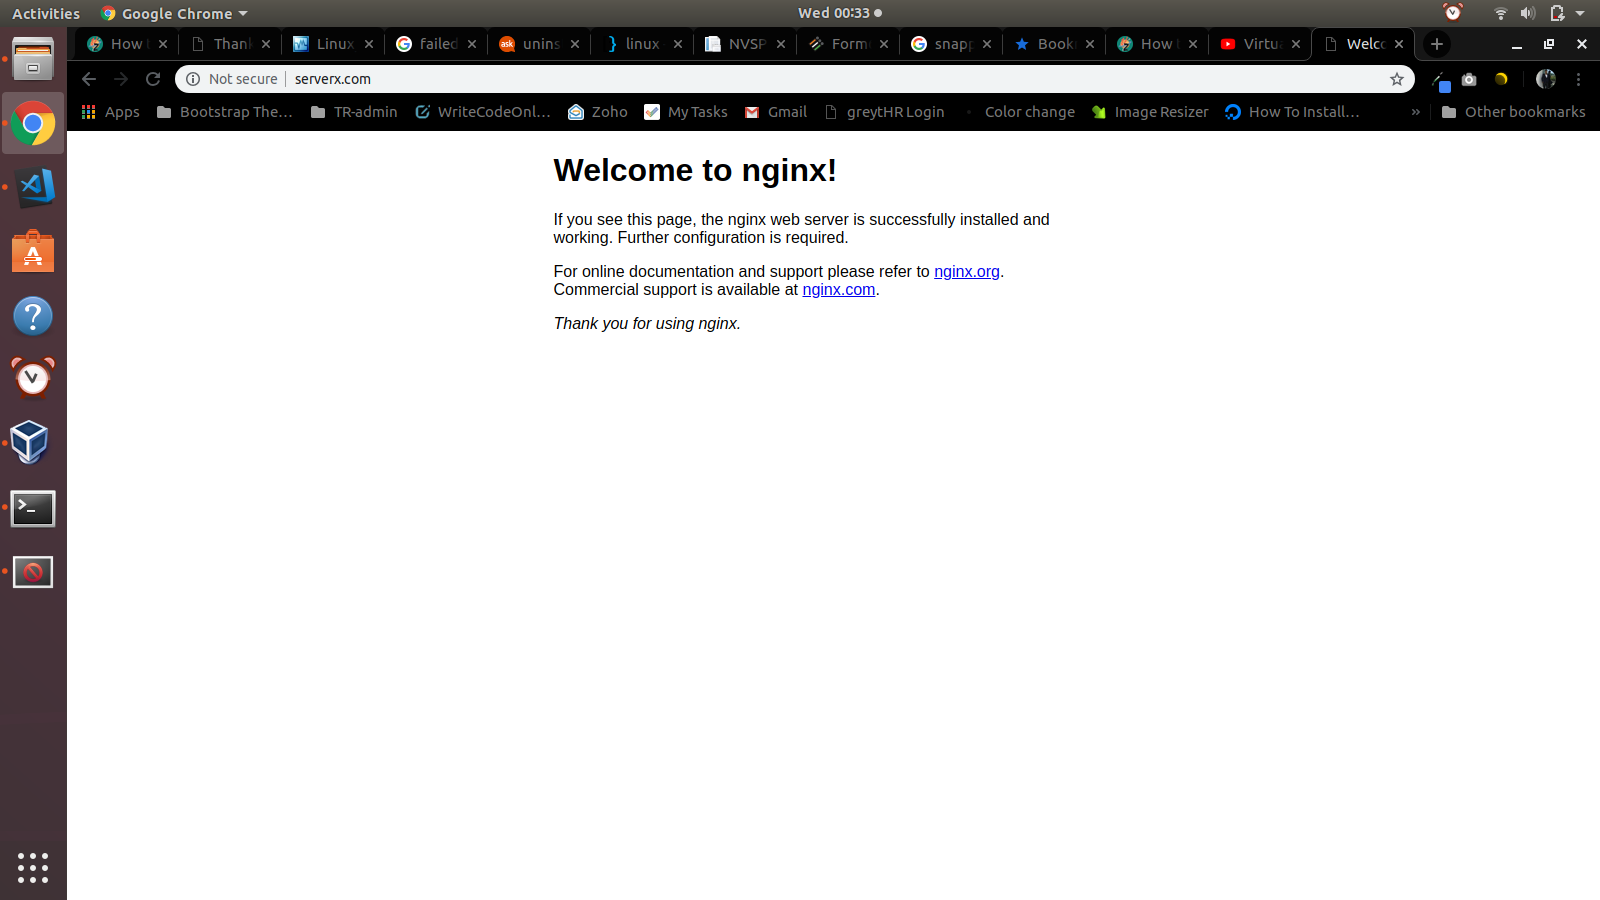 Activities
Google Chrome
Wed 00:33
How
Thank
Linux
failed
ask
unins
linux
NVSP
Form
snapp
Book
How
Virtua
Welco
Not secure
serverx.com
Apps
Bootstrap The...
TR-admin
WriteCodeOnl...
Zoho
My Tasks
Gmail
greytHR Login
Color change
Image Resizer
How To Install...
»
Other bookmarks
Welcome to nginx!
If you see this page, the nginx web server is successfully installed and
working. Further configuration is required.
For online documentation and support please refer to nginx.org.
Commercial support is available at nginx.com.
Thank you for using nginx.